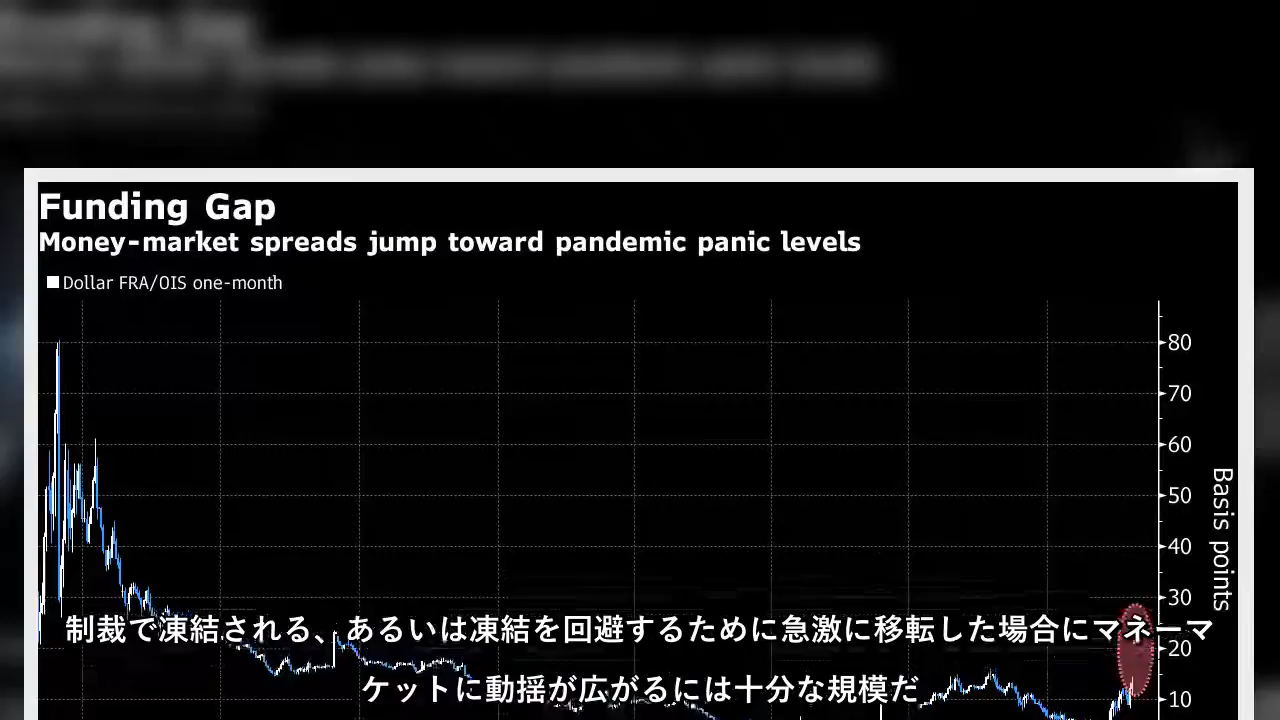 Funding Gap
Money-market spreads jump toward pandemic panic levels
Dollar FRA/OIS one-month
80
70
60
50
40
30
20
10
Basis points
制裁で凍結される、あるいは凍結を回避するために急激に移転した場合にマネーマ
ケットに動揺が広がるには十分な規模だ